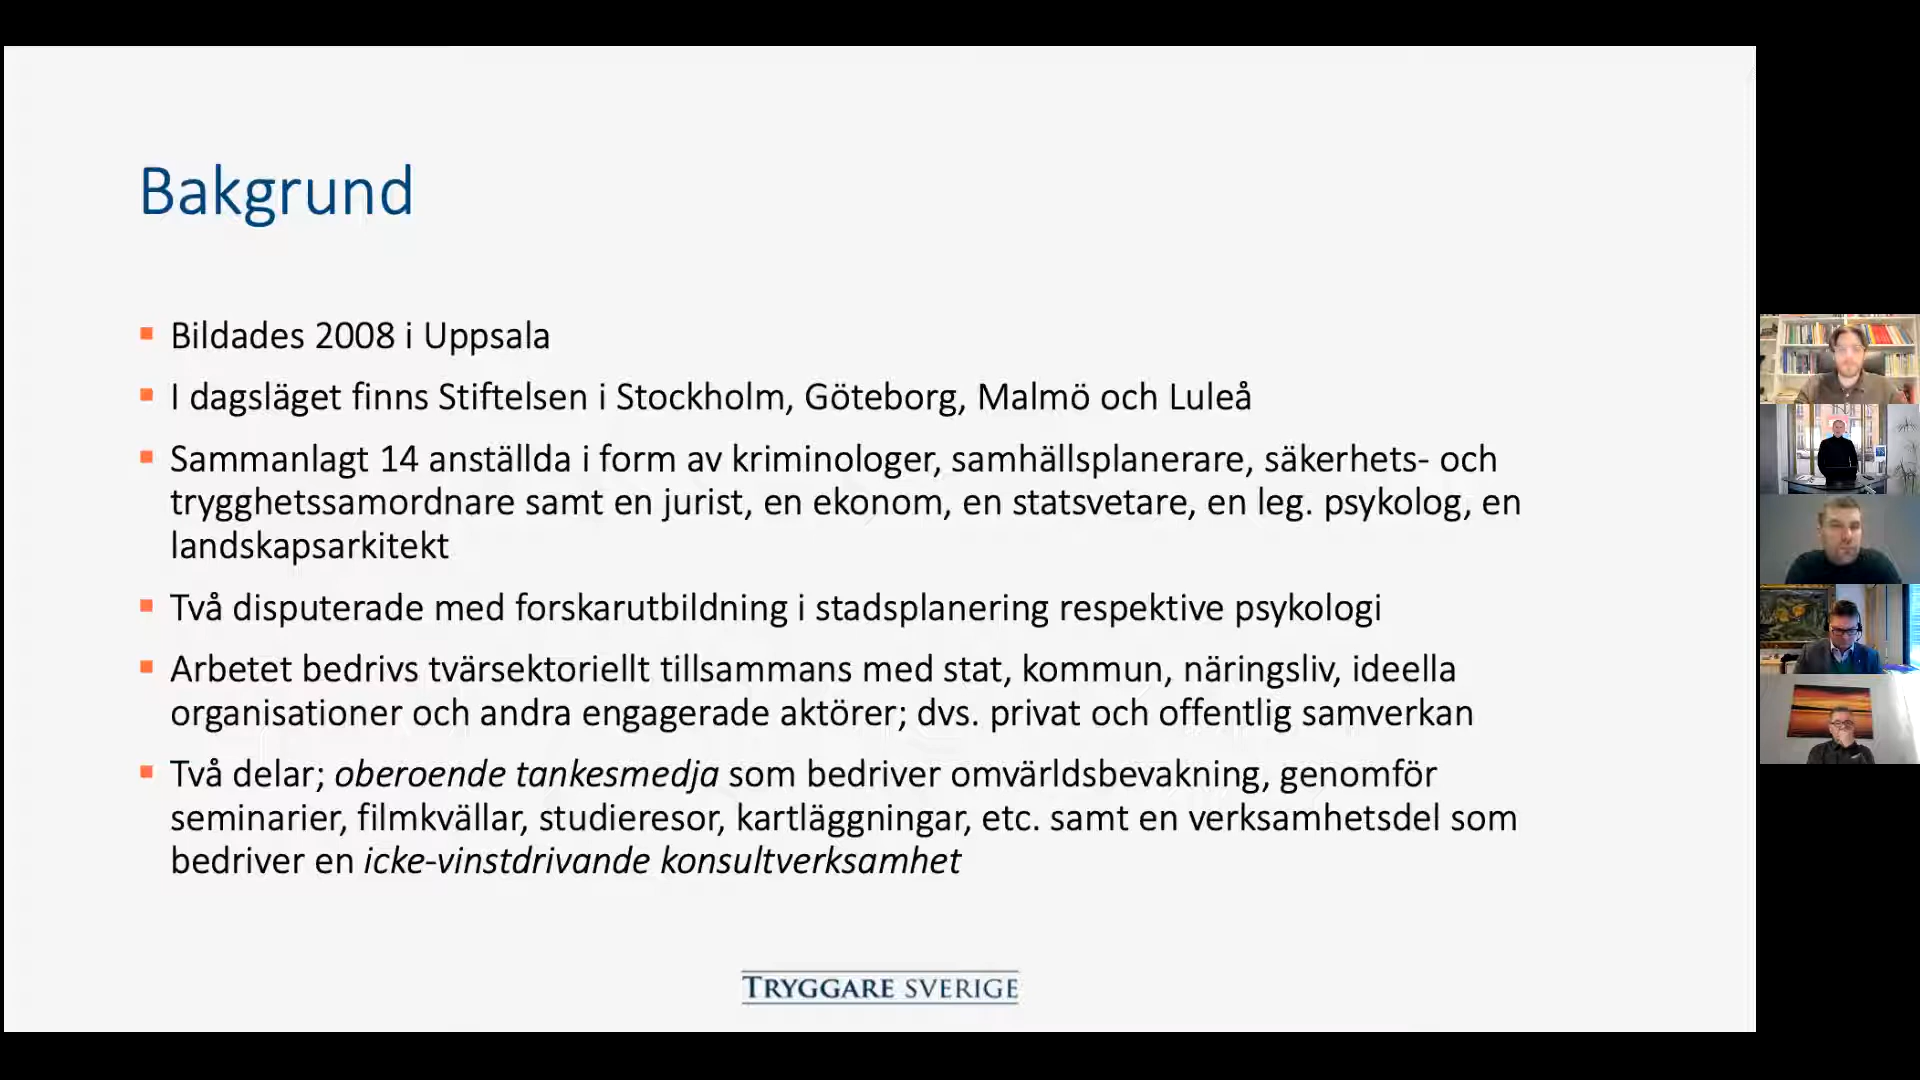 Bakgrund
Bildades 2008 i Uppsala
I dagsläget finns Stiftelsen i Stockholm, Göteborg, Malmö och Luleå
Sammanlagt 14 anställda i form av kriminologer, samhällsplanerare, säkerhets- och
trygghetssamordnare samt en jurist, en ekonom, en statsvetare, en leg. psykolog, en
landskapsarkitekt
Två disputerade med forskarutbildning i stadsplanering respektive psykologi
Arbetet bedrivs tvärsektoriellt tillsammans med stat, kommun, näringsliv, ideella
organisationer och andra engagerade aktörer; dvs. privat och offentlig samverkan
Två delar; oberoende tankesmedja som bedriver omvärldsbevakning, genomför
seminarier, filmkvällar, studieresor, kartläggningar, etc. samt en verksamhetsdel som
bedriver en icke-vinstdrivande konsultverksamhet
TRYGGARE SVERIGE